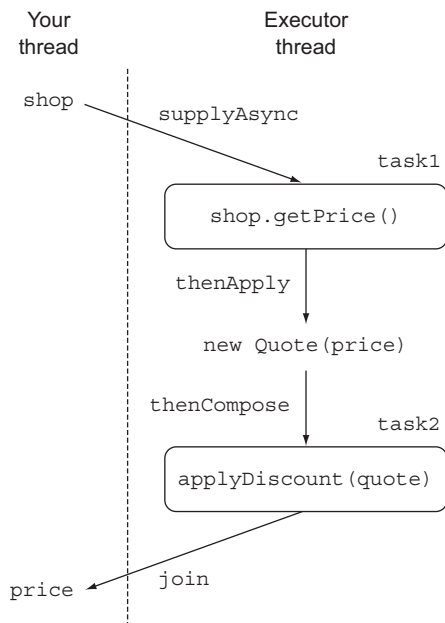 Your
thread
Executor
thread
shop
supplyAsync
task1
shop.getPrice()
thenApply
new Quote(price)
thenCompose
task2
applyDiscount(quote)
join
price